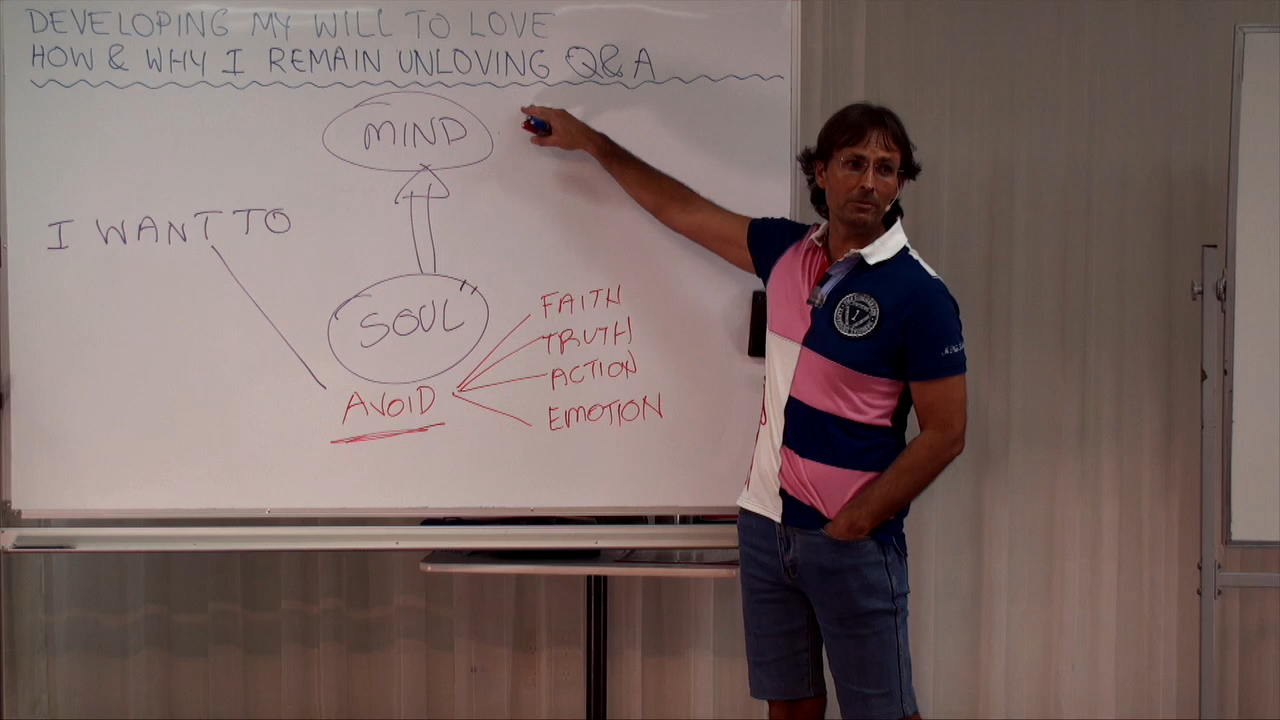 DEVELOPING MY WILL TO LOVE
HOW & WHY I REMAIN UNLOVING Q&A
MIND
I WANT TO
SOUL
AVOID
FAITH
TRUTH
ACTION
EMOTION